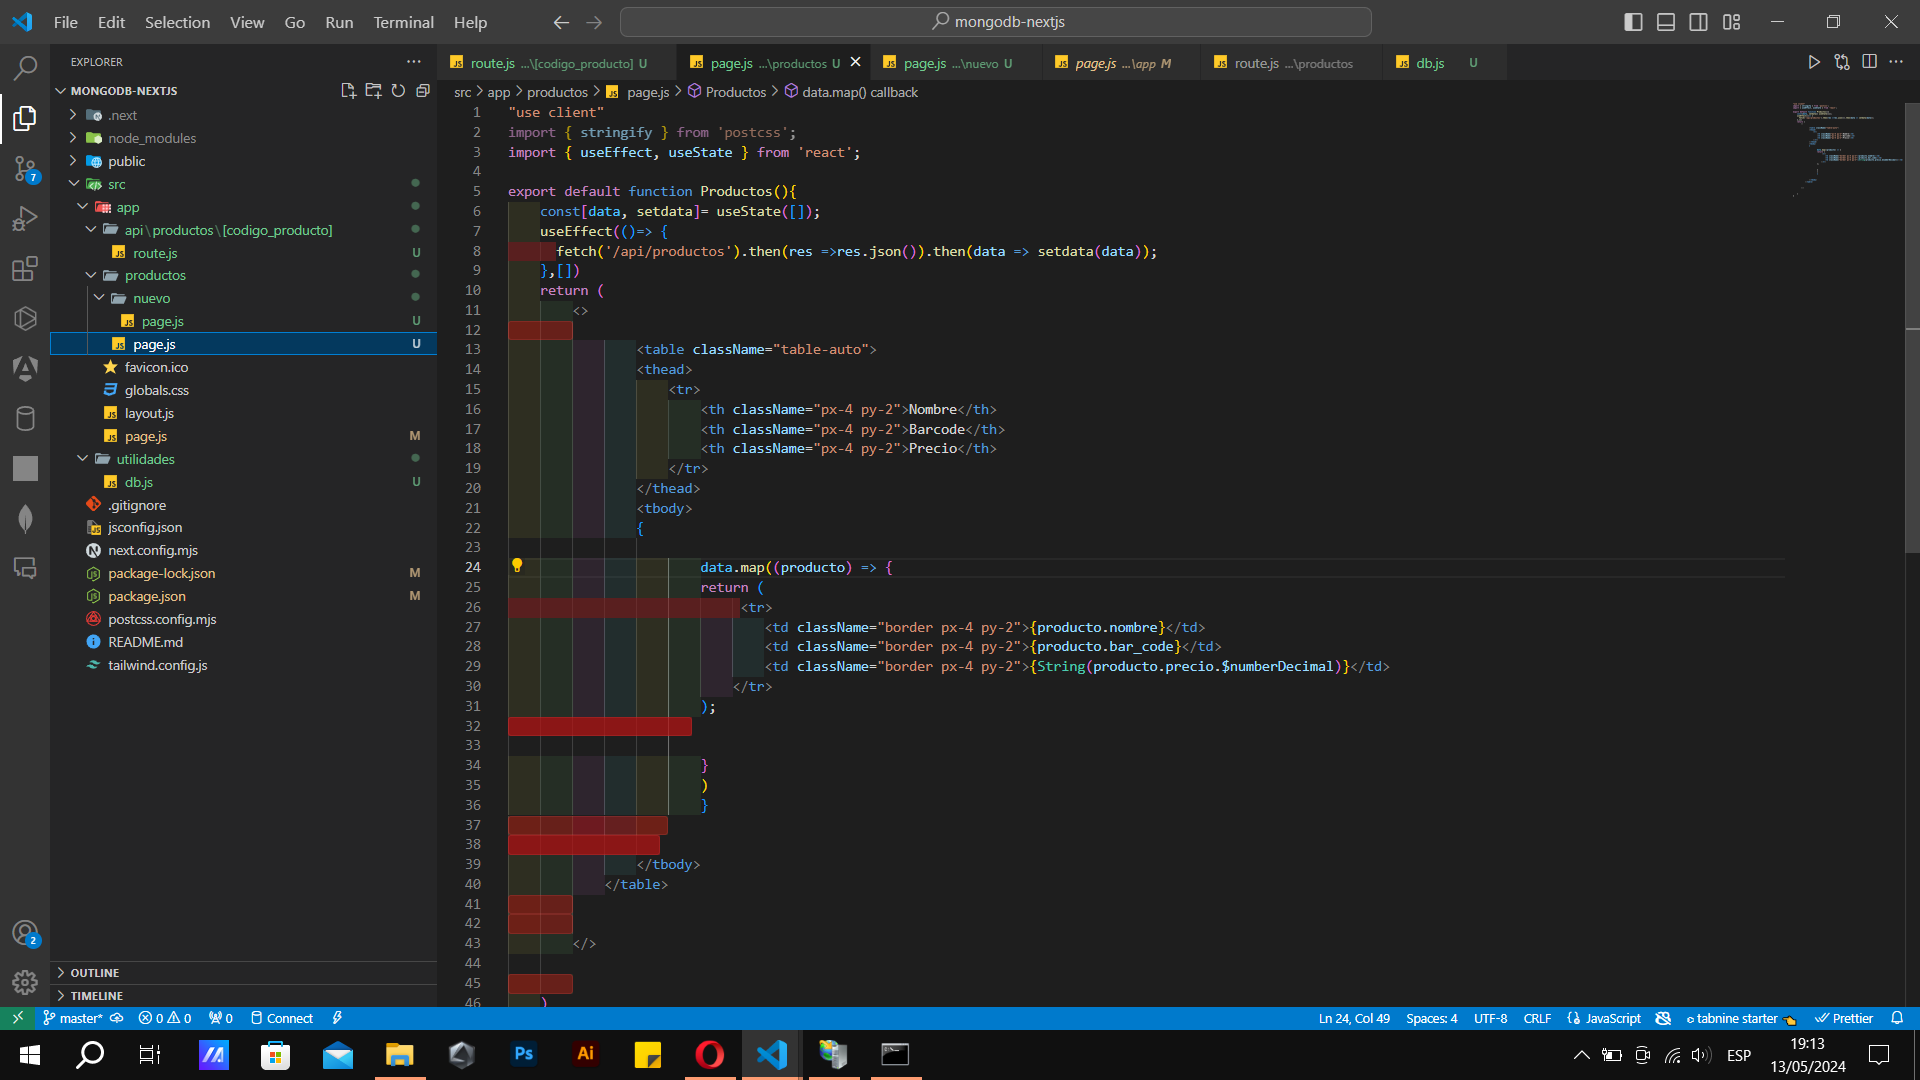 File Edit Selection View Go Run Terminal Help
mongodb-nextjs
EXPLORER
MONGODB-NEXTJS
.next
node_modules
public
src
app
api\productos\[codigo_producto]
route.js U
productos
nuevo
page.js U
page.js U
favicon.ico
globals.css
layout.js
page.js M
utilidades
db.js U
.gitignore
jsconfig.json
next.config.mjs
package-lock.json M
package.json M
postcss.config.mjs
README.md
tailwind.config.js
OUTLINE
TIMELINE
7
2
route.js ...\[codigo_producto] U
page.js ...\productos U
page.js ...\nuevo U
page.js ...\app M
route.js ...\productos
db.js U
src > app > productos > page.js > Productos > data.map() callback
1 "use client"
2 import { stringify } from 'postcss';
3 import { useEffect, useState } from 'react';
4
5 export default function Productos(){
6 const[data, setdata]= useState([]);
7 useEffect(()=> {
8 fetch('/api/productos').then(res =>res.json()).then(data => setdata(data));
9 },[])
10 return (
11 <>
12
13 <table className="table-auto">
14 <thead>
15 <tr>
16 <th className="px-4 py-2">Nombre</th>
17 <th className="px-4 py-2">Barcode</th>
18 <th className="px-4 py-2">Precio</th>
19 </tr>
20 </thead>
21 <tbody>
22 {
23
24 data.map((producto) => {
25 return (
26 <tr>
27 <td className="border px-4 py-2">{producto.nombre}</td>
28 <td className="border px-4 py-2">{producto.bar_code}</td>
29 <td className="border px-4 py-2">{String(producto.precio.$numberDecimal)}</td>
30 </tr>
31 );
32
33
34 }
35 )
36 }
37
38
39 </tbody>
40 </table>
41
42
43 </>
44
45
46 )
master* 0 0 0 Connect
Ln 24, Col 49 Spaces: 4 UTF-8 CRLF JavaScript tabnine starter Prettier
Ps
Ai
ESP
19:13
13/05/2024